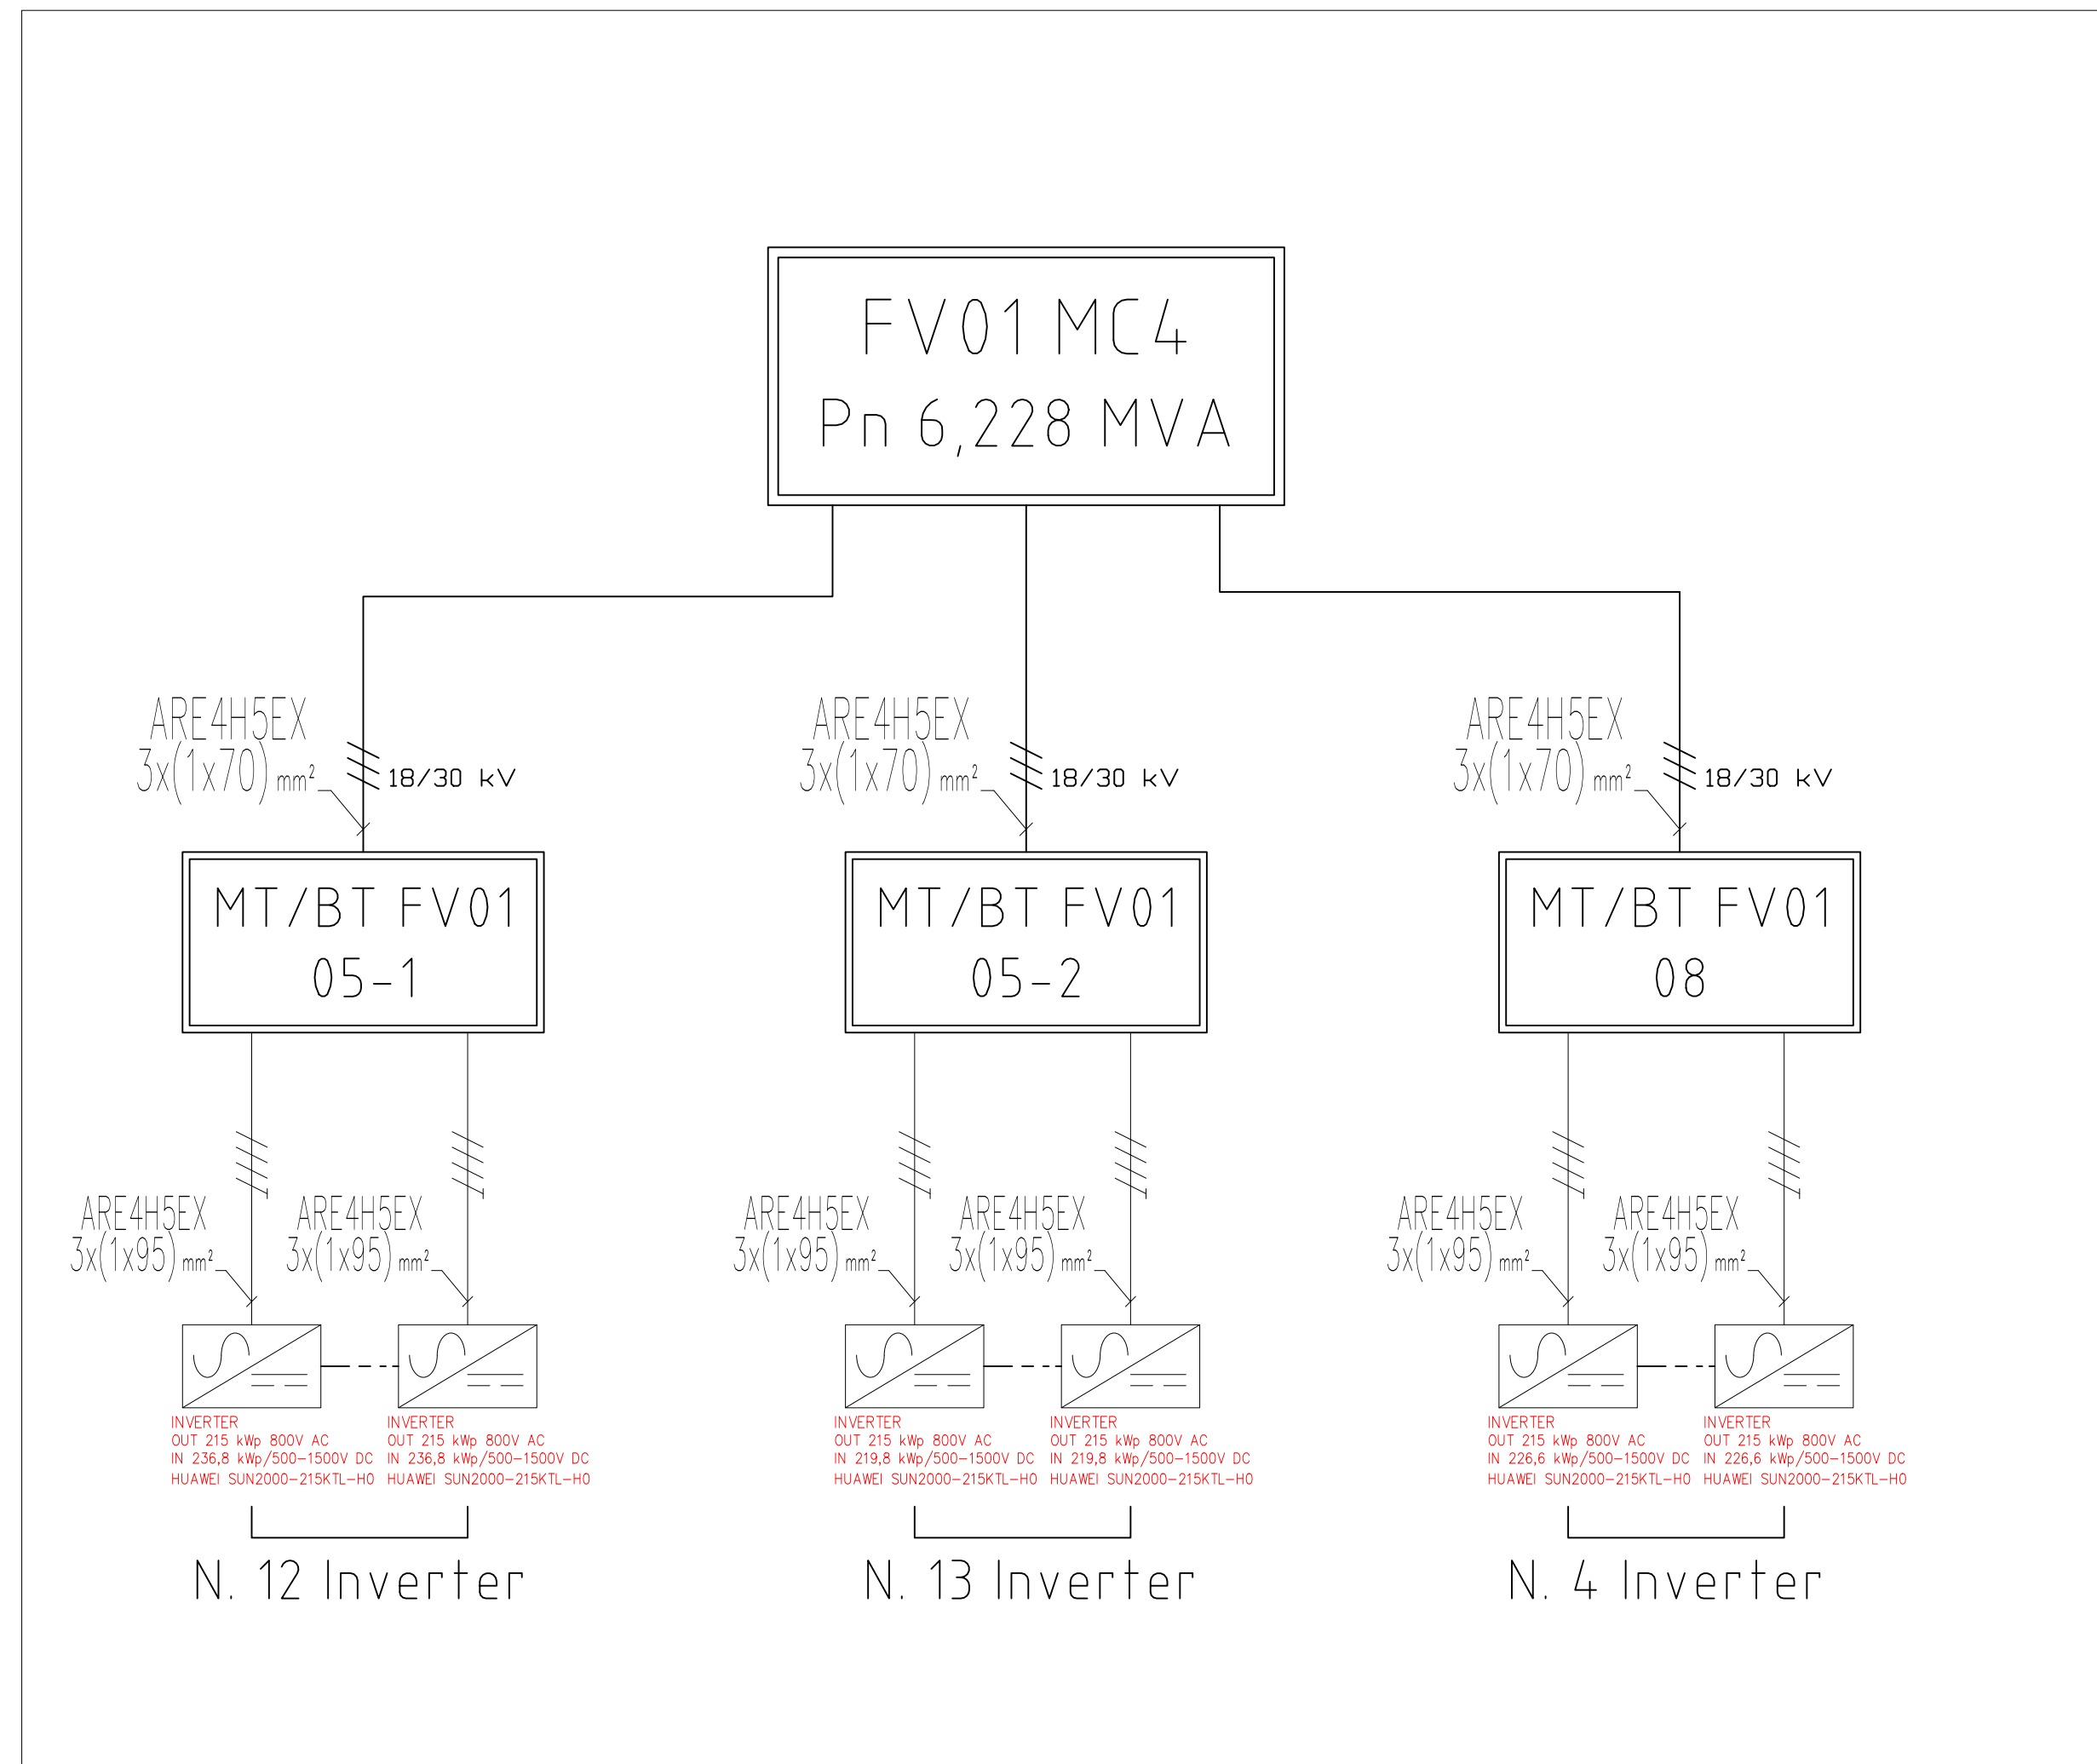 FV01 MC4
Pn 6,228 MVA
ARE4H5EX
3x(1x70) mm²
18/30 kV
ARE4H5EX
3x(1x70) mm²
18/30 kV
ARE4H5EX
3x(1x70) mm²
18/30 kV
MT/BT FV01
05-1
MT/BT FV01
05-2
MT/BT FV01
08
ARE4H5EX
3x(1x95) mm²
ARE4H5EX
3x(1x95) mm²
ARE4H5EX
3x(1x95) mm²
ARE4H5EX
3x(1x95) mm²
ARE4H5EX
3x(1x95) mm²
ARE4H5EX
3x(1x95) mm²
INVERTER
OUT 215 kWp 800V AC
IN 236,8 kWp/500-1500V DC
HUAWEI SUN2000-215KTL-H0
INVERTER
OUT 215 kWp 800V AC
IN 236,8 kWp/500-1500V DC
HUAWEI SUN2000-215KTL-H0
INVERTER
OUT 215 kWp 800V AC
IN 219,8 kWp/500-1500V DC
HUAWEI SUN2000-215KTL-H0
INVERTER
OUT 215 kWp 800V AC
IN 219,8 kWp/500-1500V DC
HUAWEI SUN2000-215KTL-H0
INVERTER
OUT 215 kWp 800V AC
IN 226,6 kWp/500-1500V DC
HUAWEI SUN2000-215KTL-H0
INVERTER
OUT 215 kWp 800V AC
IN 226,6 kWp/500-1500V DC
HUAWEI SUN2000-215KTL-H0
N. 12 Inverter
N. 13 Inverter
N. 4 Inverter